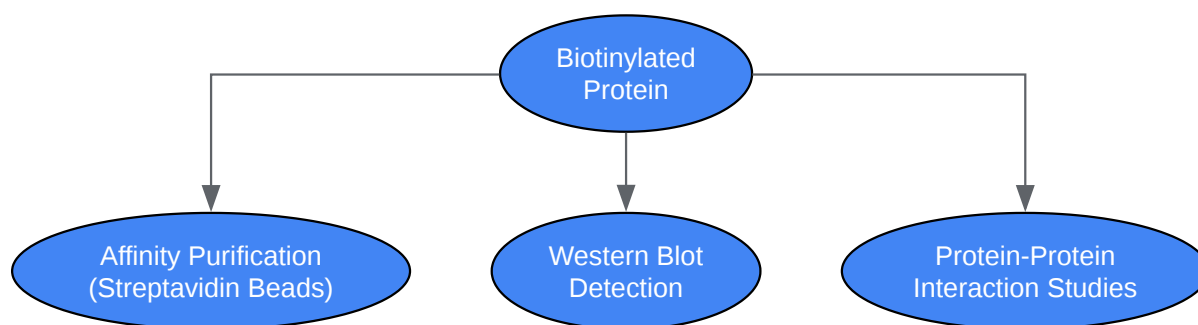 Biotinylated
Protein
Affinity Purification
(Streptavidin Beads)
Western Blot
Detection
Protein-Protein
Interaction Studies